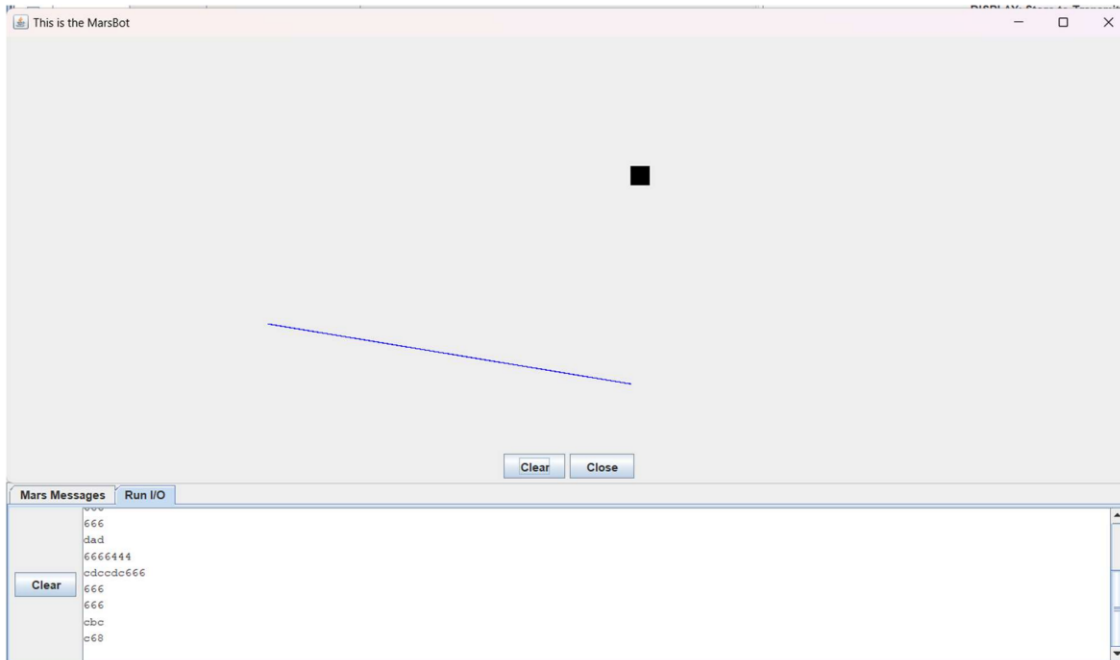 This is the MarsBot
Clear Close
Mars Messages Run I/O
666
dad
6666444
cdccdc666
Clear
666
666
cbc
c68